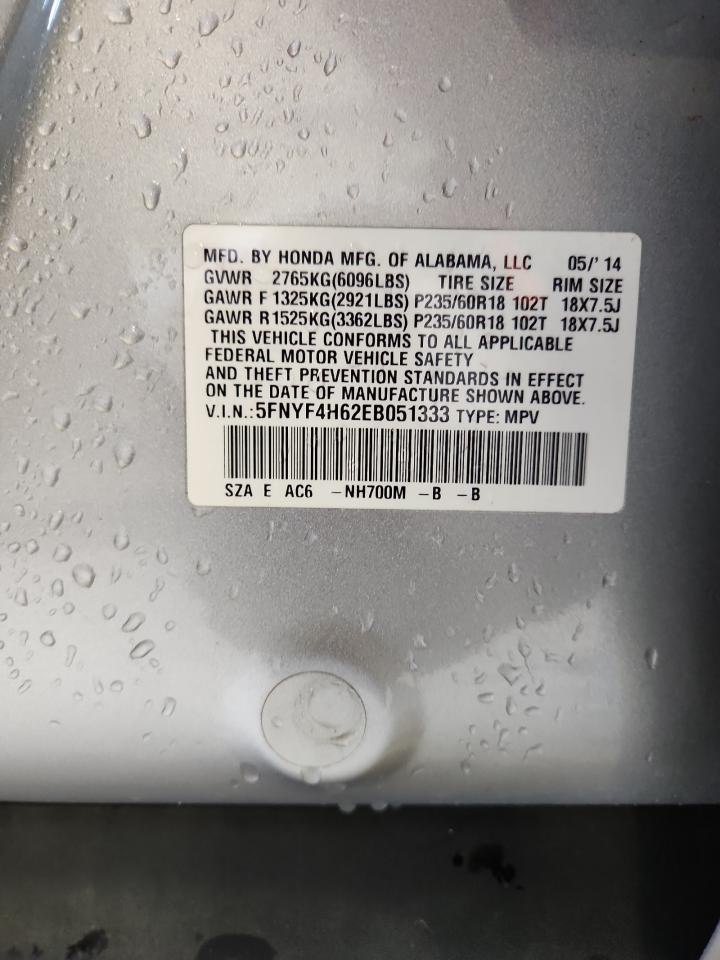 MFD. BY HONDA MFG. OF ALABAMA, LLC 05/'14
GVWR 2765KG(6096LBS) TIRE SIZE RIM SIZE
GAWR F 1325KG(2921LBS) P235/60R18 102T 18X7.5J
GAWR R 1525KG(3362LBS) P235/60R18 102T 18X7.5J
THIS VEHICLE CONFORMS TO ALL APPLICABLE
FEDERAL MOTOR VEHICLE SAFETY
AND THEFT PREVENTION STANDARDS IN EFFECT
ON THE DATE OF MANUFACTURE SHOWN ABOVE.
V.I.N.:5FNYF4H62EB051333 TYPE: MPV
SZA E AC6 -NH700M -B -B